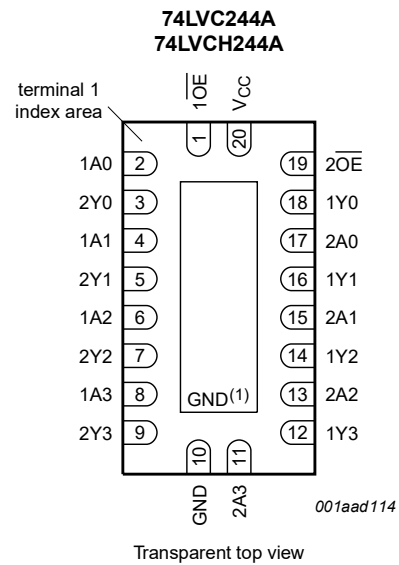 74LVC244A
74LVCH244A
terminal 1
index area
1OE
VCC
1
20
1A0 2 19 2OE
2Y0 3 18 1Y0
1A1 4 17 2A0
2Y1 5 16 1Y1
1A2 6 15 2A1
2Y2 7 14 1Y2
1A3 8 13 2A2
GND(1)
2Y3 9 12 1Y3
10
11
GND
2A3
001aad114
Transparent top view